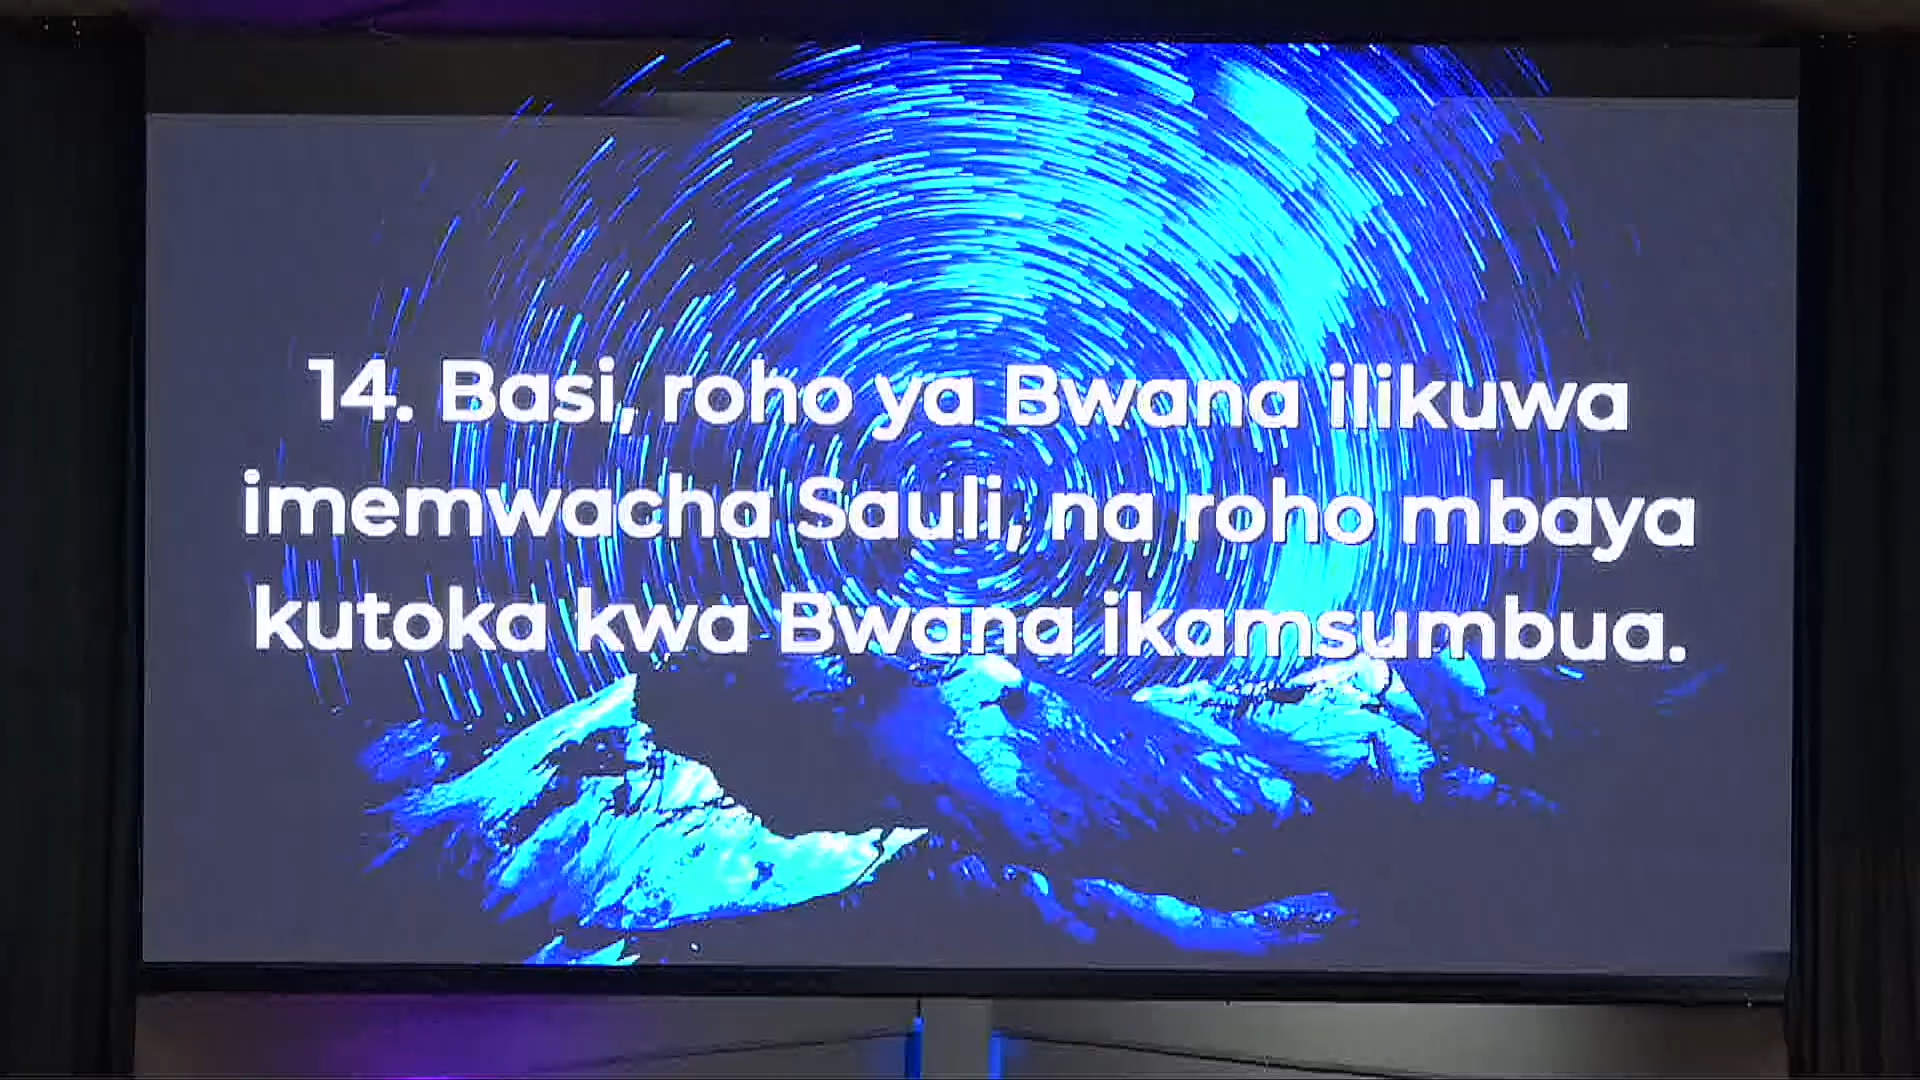 14. Basi, roho ya Bwana ilikuwa
imemwacha Sauli, na roho mbaya
kutoka kwa Bwana ikamsumbua.